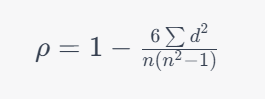 ρ = 1 − 6 ∑ d² / n(n²−1)